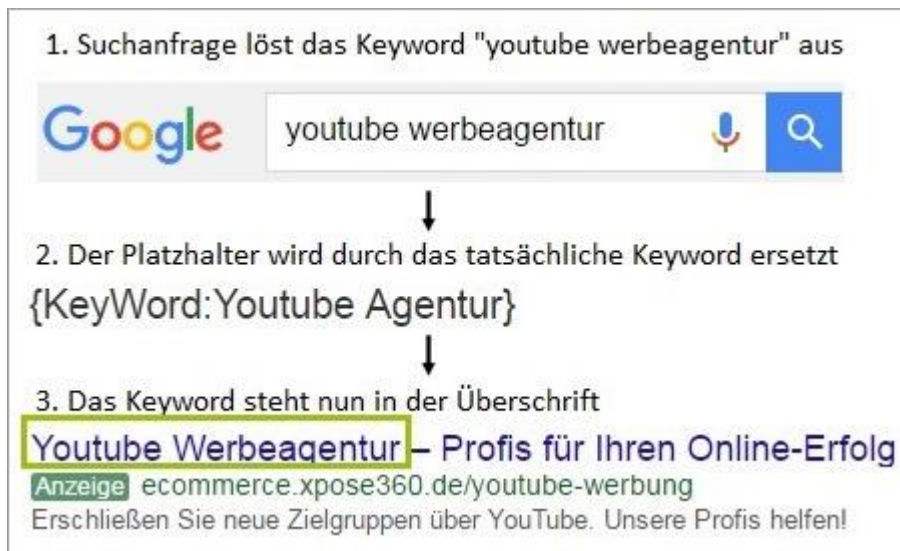 1. Suchanfrage löst das Keyword "youtube werbeagentur" aus
Google youtube werbeagentur
2. Der Platzhalter wird durch das tatsächliche Keyword ersetzt
{KeyWord:Youtube Agentur}
3. Das Keyword steht nun in der Überschrift
Youtube Werbeagentur – Profis für Ihren Online-Erfolg
Anzeige ecommerce.xpose360.de/youtube-werbung
Erschließen Sie neue Zielgruppen über YouTube. Unsere Profis helfen!